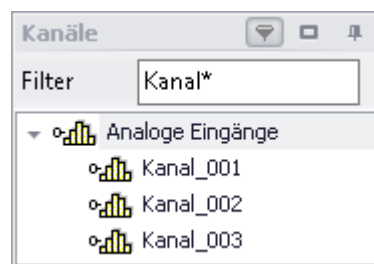 Kanäle
Filter Kanal*
Analoge Eingänge
Kanal_001
Kanal_002
Kanal_003